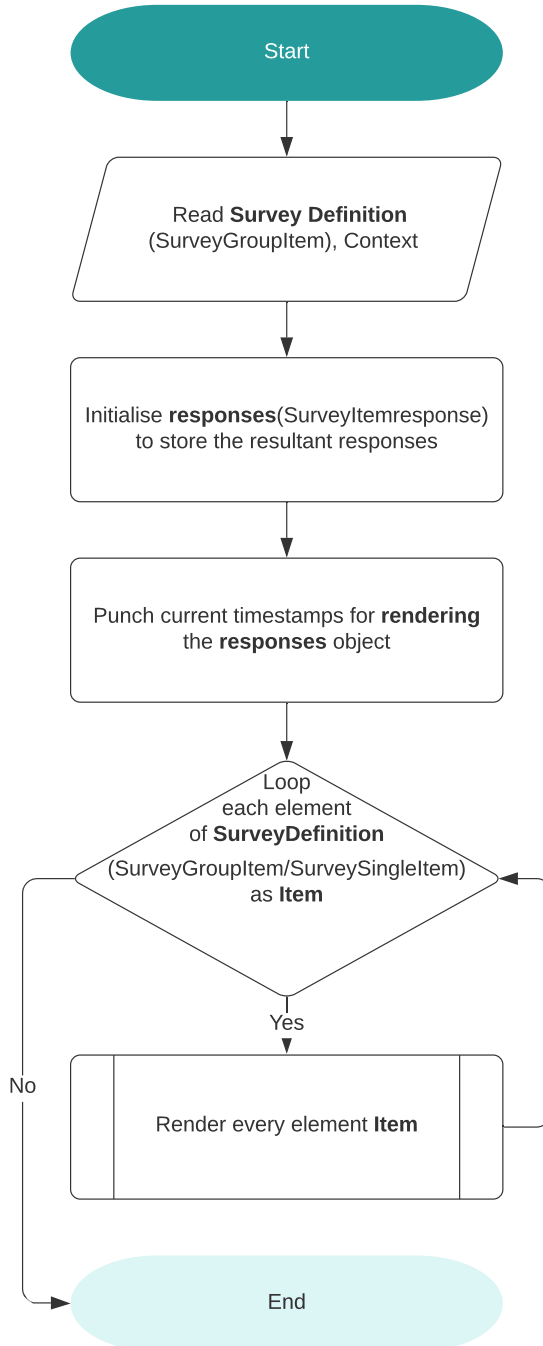 Start
Read Survey Definition
(SurveyGroupItem), Context
Initialise responses(SurveyItemresponse)
to store the resultant responses
Punch current timestamps for rendering
the responses object
Loop
each element
of SurveyDefinition
(SurveyGroupItem/SurveySingleItem)
as Item
Yes
No
Render every element Item
End